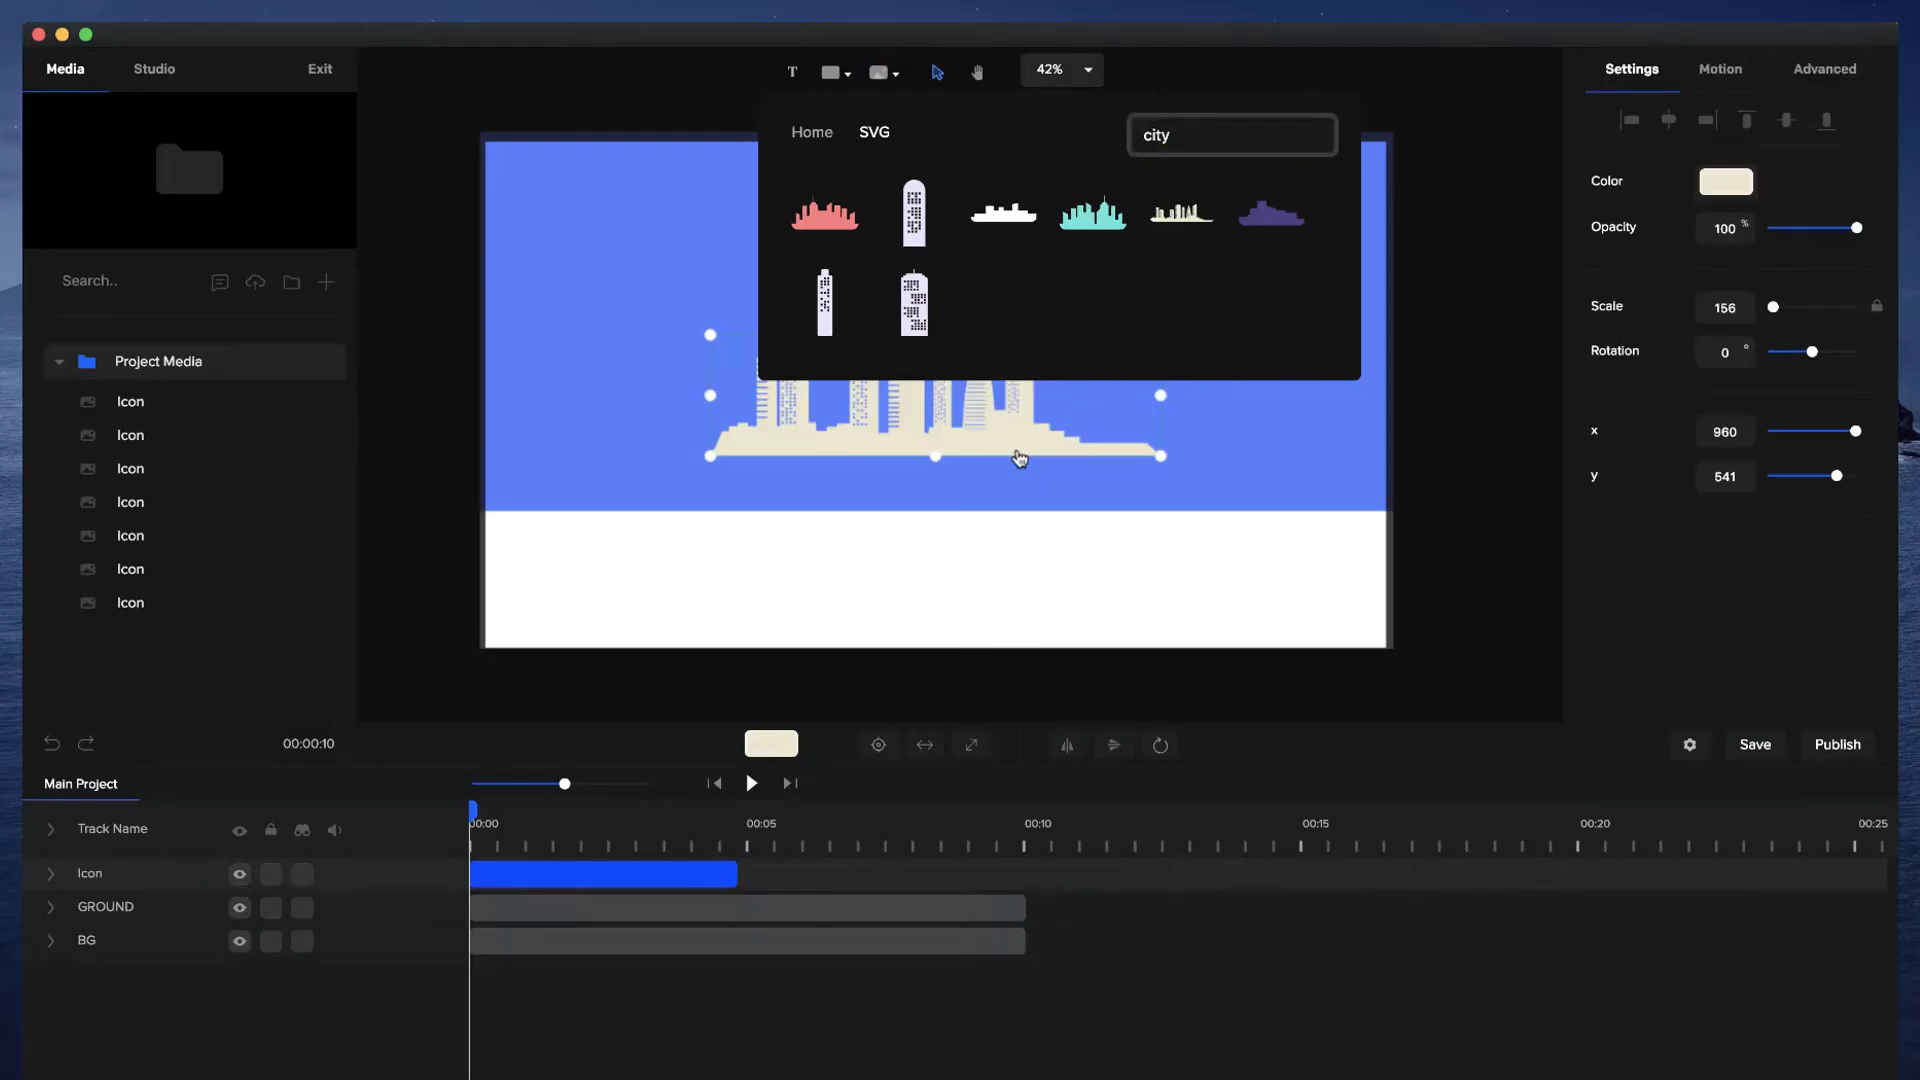 Media Studio Exit
T 42%
Settings Motion Advanced
Home SVG city
Color
Opacity 100 %
Scale 156
Rotation 0 °
x 960
y 541
Search..
Project Media
Icon
Icon
Icon
Icon
Icon
Icon
Icon
00:00:10
Save Publish
Main Project
Track Name
00:00 00:05 00:10 00:15 00:20 00:25
Icon
GROUND
BG